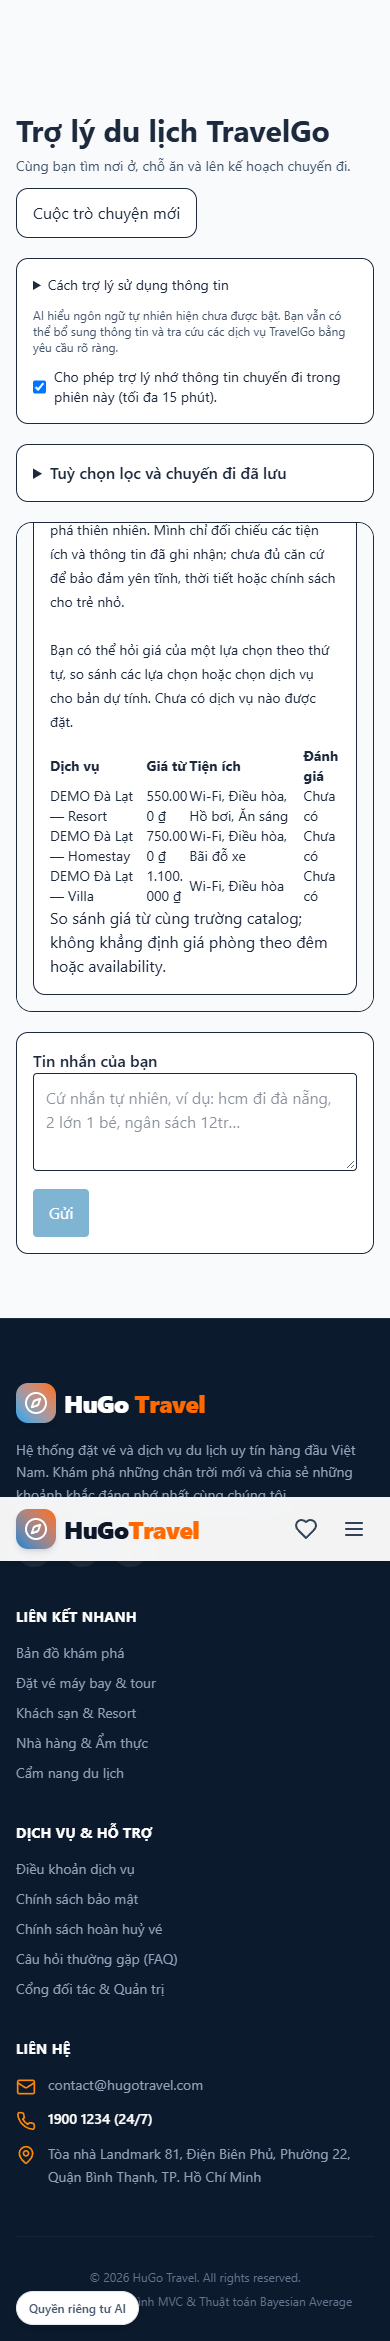 Trợ lý du lịch TravelGo
Cùng bạn tìm nơi ở, chỗ ăn và lên kế hoạch chuyến đi.
Cuộc trò chuyện mới
Cách trợ lý sử dụng thông tin
AI hiểu ngôn ngữ tự nhiên hiện chưa được bật. Bạn vẫn có
thể bổ sung thông tin và tra cứu các dịch vụ TravelGo bằng
yêu cầu rõ ràng.
Cho phép trợ lý nhớ thông tin chuyến đi trong
phiên này (tối đa 15 phút).
Tuỳ chọn lọc và chuyến đi đã lưu
phá thiên nhiên. Mình chỉ đối chiếu các tiện
ích và thông tin đã ghi nhận; chưa đủ căn cứ
để bảo đảm yên tĩnh, thời tiết hoặc chính sách
cho trẻ nhỏ.
Bạn có thể hỏi giá của một lựa chọn theo thứ
tự, so sánh các lựa chọn hoặc chọn dịch vụ
cho bản dự tính. Chưa có dịch vụ nào được
đặt.
Dịch vụ Giá từ Tiện ích Đánh
giá
DEMO Đà Lạt 550.00 Wi-Fi, Điều hòa, Chưa
— Resort 0 ₫ Hồ bơi, Ăn sáng có
DEMO Đà Lạt 750.00 Wi-Fi, Điều hòa, Chưa
— Homestay 0 ₫ Bãi đỗ xe có
DEMO Đà Lạt 1.100. Wi-Fi, Điều hòa Chưa
— Villa 000 ₫ có
So sánh giá từ cùng trường catalog;
không khẳng định giá phòng theo đêm
hoặc availability.
Tin nhắn của bạn
Cứ nhắn tự nhiên, ví dụ: hcm đi đà nẵng,
2 lớn 1 bé, ngân sách 12tr...
Gửi
HuGo Travel
Hệ thống đặt vé và dịch vụ du lịch uy tín hàng đầu Việt
Nam. Khám phá những chân trời mới và chia sẻ những
khoảnh khắc đáng nhớ nhất cùng chúng tôi.
HuGoTravel
LIÊN KẾT NHANH
Bản đồ khám phá
Đặt vé máy bay & tour
Khách sạn & Resort
Nhà hàng & Ẩm thực
Cẩm nang du lịch
DỊCH VỤ & HỖ TRỢ
Điều khoản dịch vụ
Chính sách bảo mật
Chính sách hoàn huỷ vé
Câu hỏi thường gặp (FAQ)
Cổng đối tác & Quản trị
LIÊN HỆ
contact@hugotravel.com
1900 1234 (24/7)
Tòa nhà Landmark 81, Điện Biên Phủ, Phường 22,
Quận Bình Thạnh, TP. Hồ Chí Minh
© 2026 HuGo Travel. All rights reserved.
Quyền riêng tư AI
MVC & Thuật toán Bayesian Average